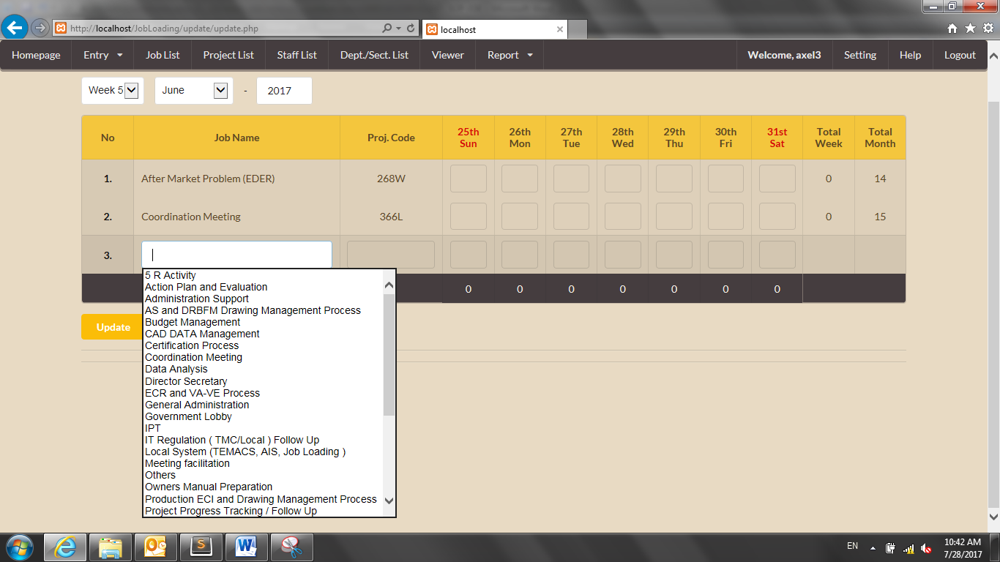 http://localhost/JobLoading/update/update.php
localhost
Homepage Entry Job List Project List Staff List Dept./Sect. List Viewer Report Welcome, axel3 Setting Help Logout
Week 5 June - 2017
No Job Name Proj. Code 25th Sun 26th Mon 27th Tue 28th Wed 29th Thu 30th Fri 31st Sat Total Week Total Month
1. After Market Problem (EDER) 268W 0 14
2. Coordination Meeting 366L 0 15
3.
0 0 0 0 0 0 0
5 R Activity
Action Plan and Evaluation
Administration Support
AS and DRBFM Drawing Management Process
Budget Management
CAD DATA Management
Certification Process
Coordination Meeting
Data Analysis
Director Secretary
ECR and VA-VE Process
General Administration
Government Lobby
IPT
IT Regulation ( TMC/Local ) Follow Up
Local System (TEMACS, AIS, Job Loading )
Meeting facilitation
Others
Owners Manual Preparation
Production ECI and Drawing Management Process
Project Progress Tracking / Follow Up
Update
EN
10:42 AM
7/28/2017